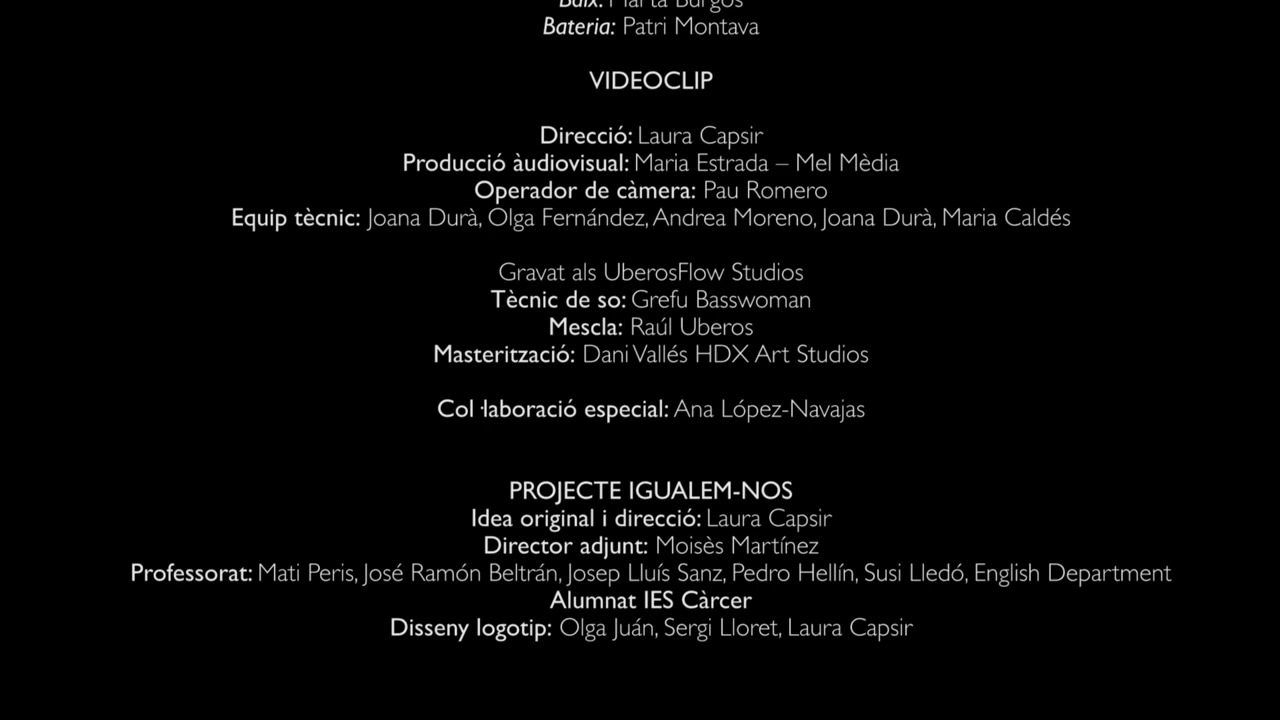 Baix: Marta Burgos
Bateria: Patri Montava
VIDEOCLIP
Direcció: Laura Capsir
Producció àudiovisual: Maria Estrada – Mel Mèdia
Operador de càmera: Pau Romero
Equip tècnic: Joana Durà, Olga Fernández, Andrea Moreno, Joana Durà, Maria Caldés
Gravat als UberosFlow Studios
Tècnic de so: Grefu Basswoman
Mescla: Raúl Uberos
Masterització: Dani Vallés HDX Art Studios
Col·laboració especial: Ana López-Navajas
PROJECTE IGUALEM-NOS
Idea original i direcció: Laura Capsir
Director adjunt: Moisès Martínez
Professorat: Mati Peris, José Ramón Beltrán, Josep Lluís Sanz, Pedro Hellín, Susi Lledó, English Department
Alumnat IES Càrcer
Disseny logotip: Olga Juán, Sergi Lloret, Laura Capsir